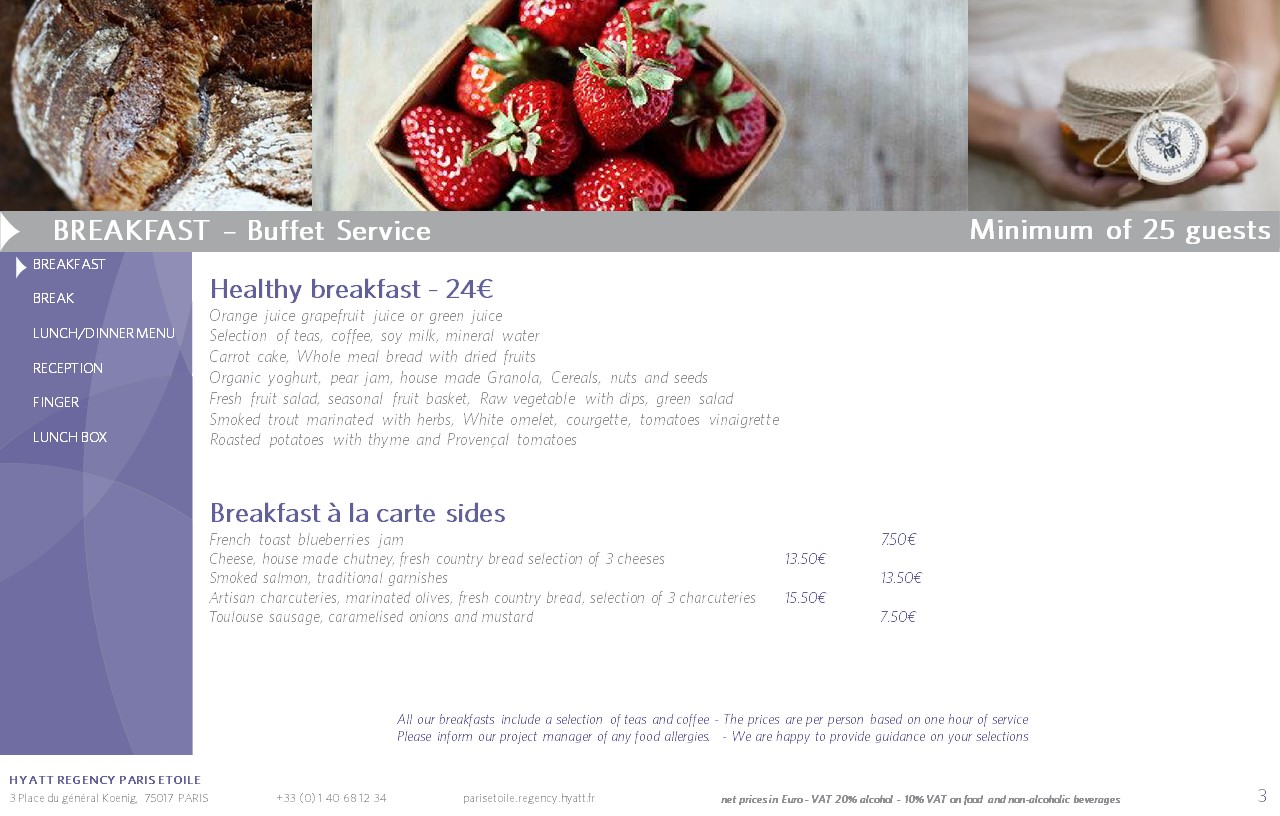 BREAKFAST – Buffet Service Minimum of 25 guests
BREAKFAST
BREAK
LUNCH/DINNER MENU
RECEPTION
FINGER
LUNCH BOX
Healthy breakfast - 24€
Orange juice grapefruit juice or green juice
Selection of teas, coffee, soy milk, mineral water
Carrot cake, Whole meal bread with dried fruits
Organic yoghurt, pear jam, house made Granola, Cereals, nuts and seeds
Fresh fruit salad, seasonal fruit basket, Raw vegetable with dips, green salad
Smoked trout marinated with herbs, White omelet, courgette, tomatoes vinaigrette
Roasted potatoes with thyme and Provençal tomatoes
Breakfast à la carte sides
French toast blueberries jam 7.50€
Cheese, house made chutney, fresh country bread selection of 3 cheeses 13.50€
Smoked salmon, traditional garnishes 13.50€
Artisan charcuteries, marinated olives, fresh country bread, selection of 3 charcuteries 15.50€
Toulouse sausage, caramelised onions and mustard 7.50€
All our breakfasts include a selection of teas and coffee - The prices are per person based on one hour of service
Please inform our project manager of any food allergies. - We are happy to provide guidance on your selections
HYATT REGENCY PARIS ETOILE
3 Place du général Koenig, 75017 PARIS +33 (0) 1 40 68 12 34 parisetoile.regency.hyatt.fr net prices in Euro - VAT 20% alcohol - 10% VAT on food and non-alcoholic beverages 3